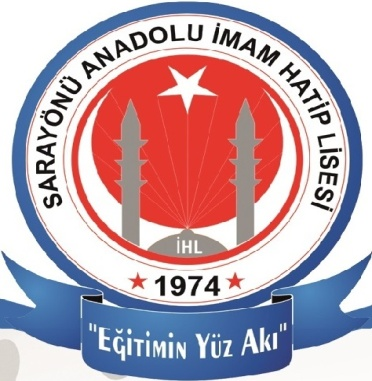 SARAYÖNÜ ANADOLU İMAM HATİP LİSESİ
İHL
1974
"Eğitimin Yüz Akı"